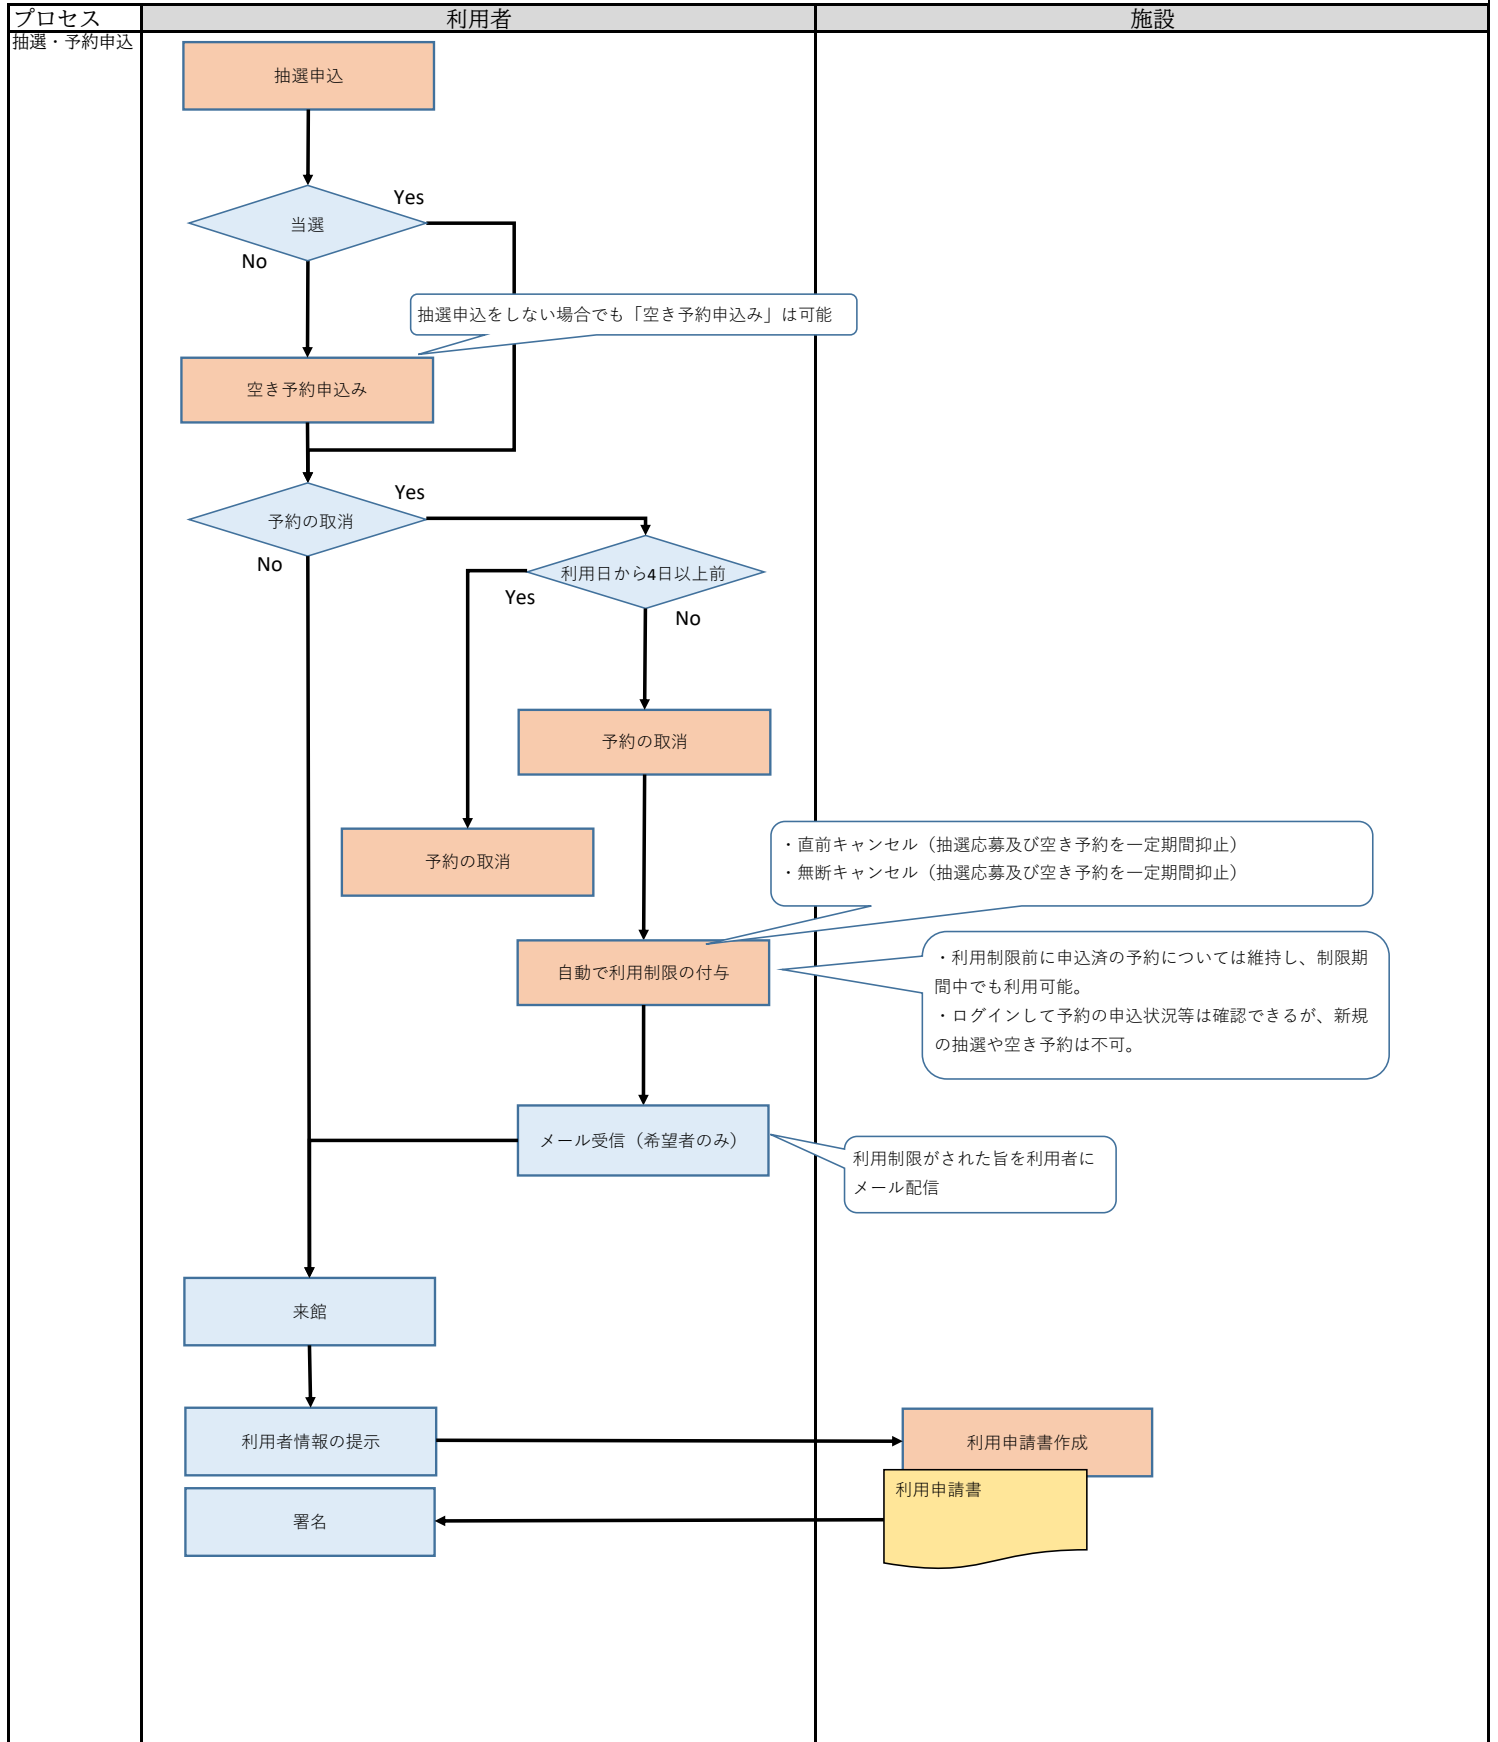 プロセス
利用者
施設
抽選・予約申込
抽選申込
当選
Yes
No
抽選申込をしない場合でも「空き予約申込み」は可能
空き予約申込み
予約の取消
Yes
No
利用日から4日以上前
Yes
No
予約の取消
予約の取消
・直前キャンセル（抽選応募及び空き予約を一定期間抑止）
・無断キャンセル（抽選応募及び空き予約を一定期間抑止）
自動で利用制限の付与
・利用制限前に申込済の予約については維持し、制限期
間中でも利用可能。
・ログインして予約の申込状況等は確認できるが、新規
の抽選や空き予約は不可。
メール受信（希望者のみ）
利用制限がされた旨を利用者に
メール配信
来館
利用者情報の提示
利用申請書作成
利用申請書
署名